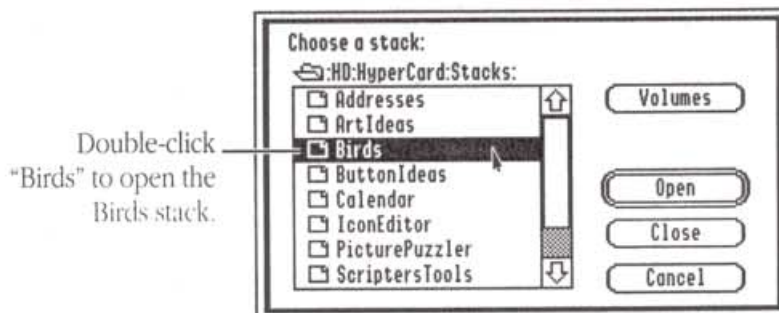 Choose a stack:
:HD:HyperCard:Stacks:
Addresses
ArtIdeas
Birds
ButtonIdeas
Calendar
IconEditor
PicturePuzzler
ScriptersTools
Volumes
Open
Close
Cancel
Double-click
"Birds" to open the
Birds stack.